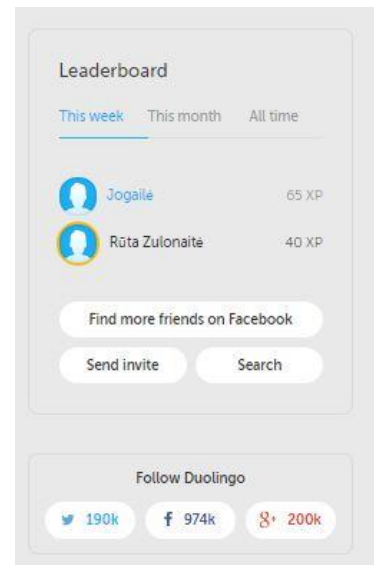 Leaderboard
This week This month All time
Jogailė 65 XP
Rūta Zulonaitė 40 XP
Find more friends on Facebook
Send invite Search
Follow Duolingo
190k 974k 200k